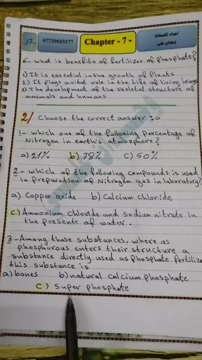 37
07730608177
Chapter - 7 -
6- what is benefits of fertilizer of phosphate?
1) It is essential in the growth of plants
2) It plays a vital role in the life of living
3) The development of the skeletal structure of
animals and humans
2/ Choose the correct answer :-
1- which one of the following percentage of
Nitrogen in earth's atmosphere?
a) 21% b) 78% c) 50%
2- which of the following compounds is used
in preparation of Nitrogen gas in laboratory?
a) Copper oxide b) Calcium chloride
c) Ammonium chloride and sodium nitrate in
the presents of water.
3- Among these substances, where as
phosphorous enters their structure a
substance directly used as phosphate fertilizer
this substance is
a) bones b) natural calcium phosphate
c) super phosphate